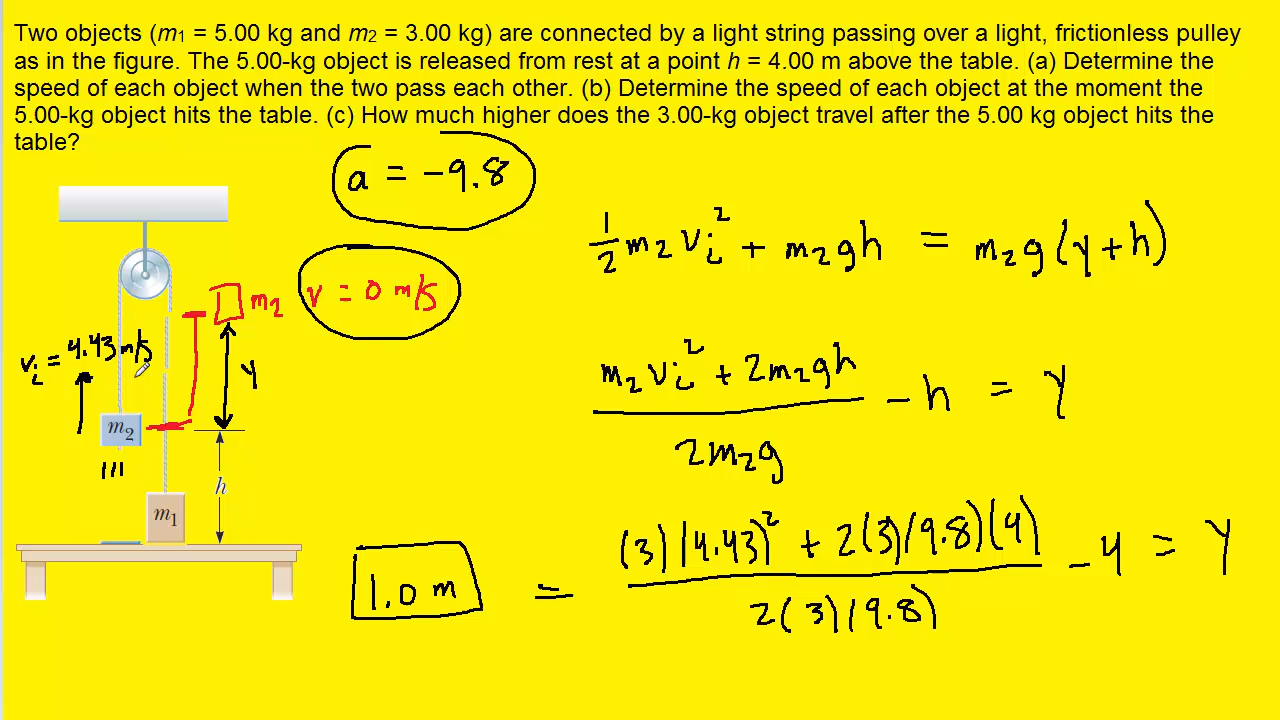 Two objects (m1 = 5.00 kg and m2 = 3.00 kg) are connected by a light string passing over a light, frictionless pulley
as in the figure. The 5.00-kg object is released from rest at a point h = 4.00 m above the table. (a) Determine the
speed of each object when the two pass each other. (b) Determine the speed of each object at the moment the
5.00-kg object hits the table. (c) How much higher does the 3.00-kg object travel after the 5.00 kg object hits the
table?
a = -9.8
1/2 m2 vi² + m2gh = m2g(y+h)
m2 v = 0 m/s
vi = 4.43 m/s
y
(m2 vi² + 2m2gh) / 2m2g - h = y
m2
h
m1
1.0 m = ((3)(4.43)² + 2(3)(9.8)(4)) / 2(3)(9.8) - 4 = y